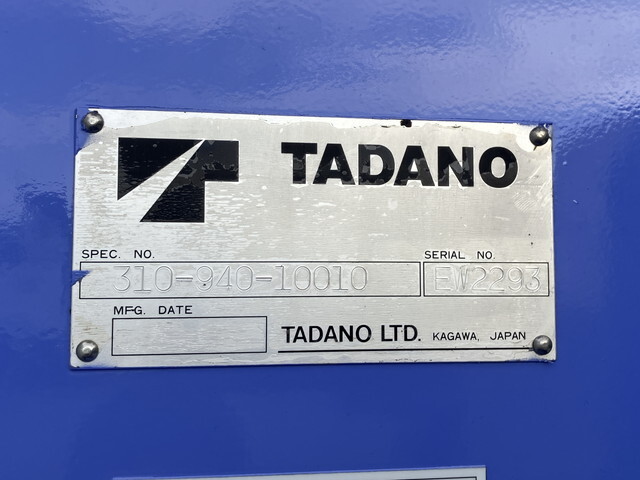 TADANO
SPEC. NO. SERIAL NO.
310-940-10010 EW2293
MFG. DATE
TADANO LTD. KAGAWA, JAPAN